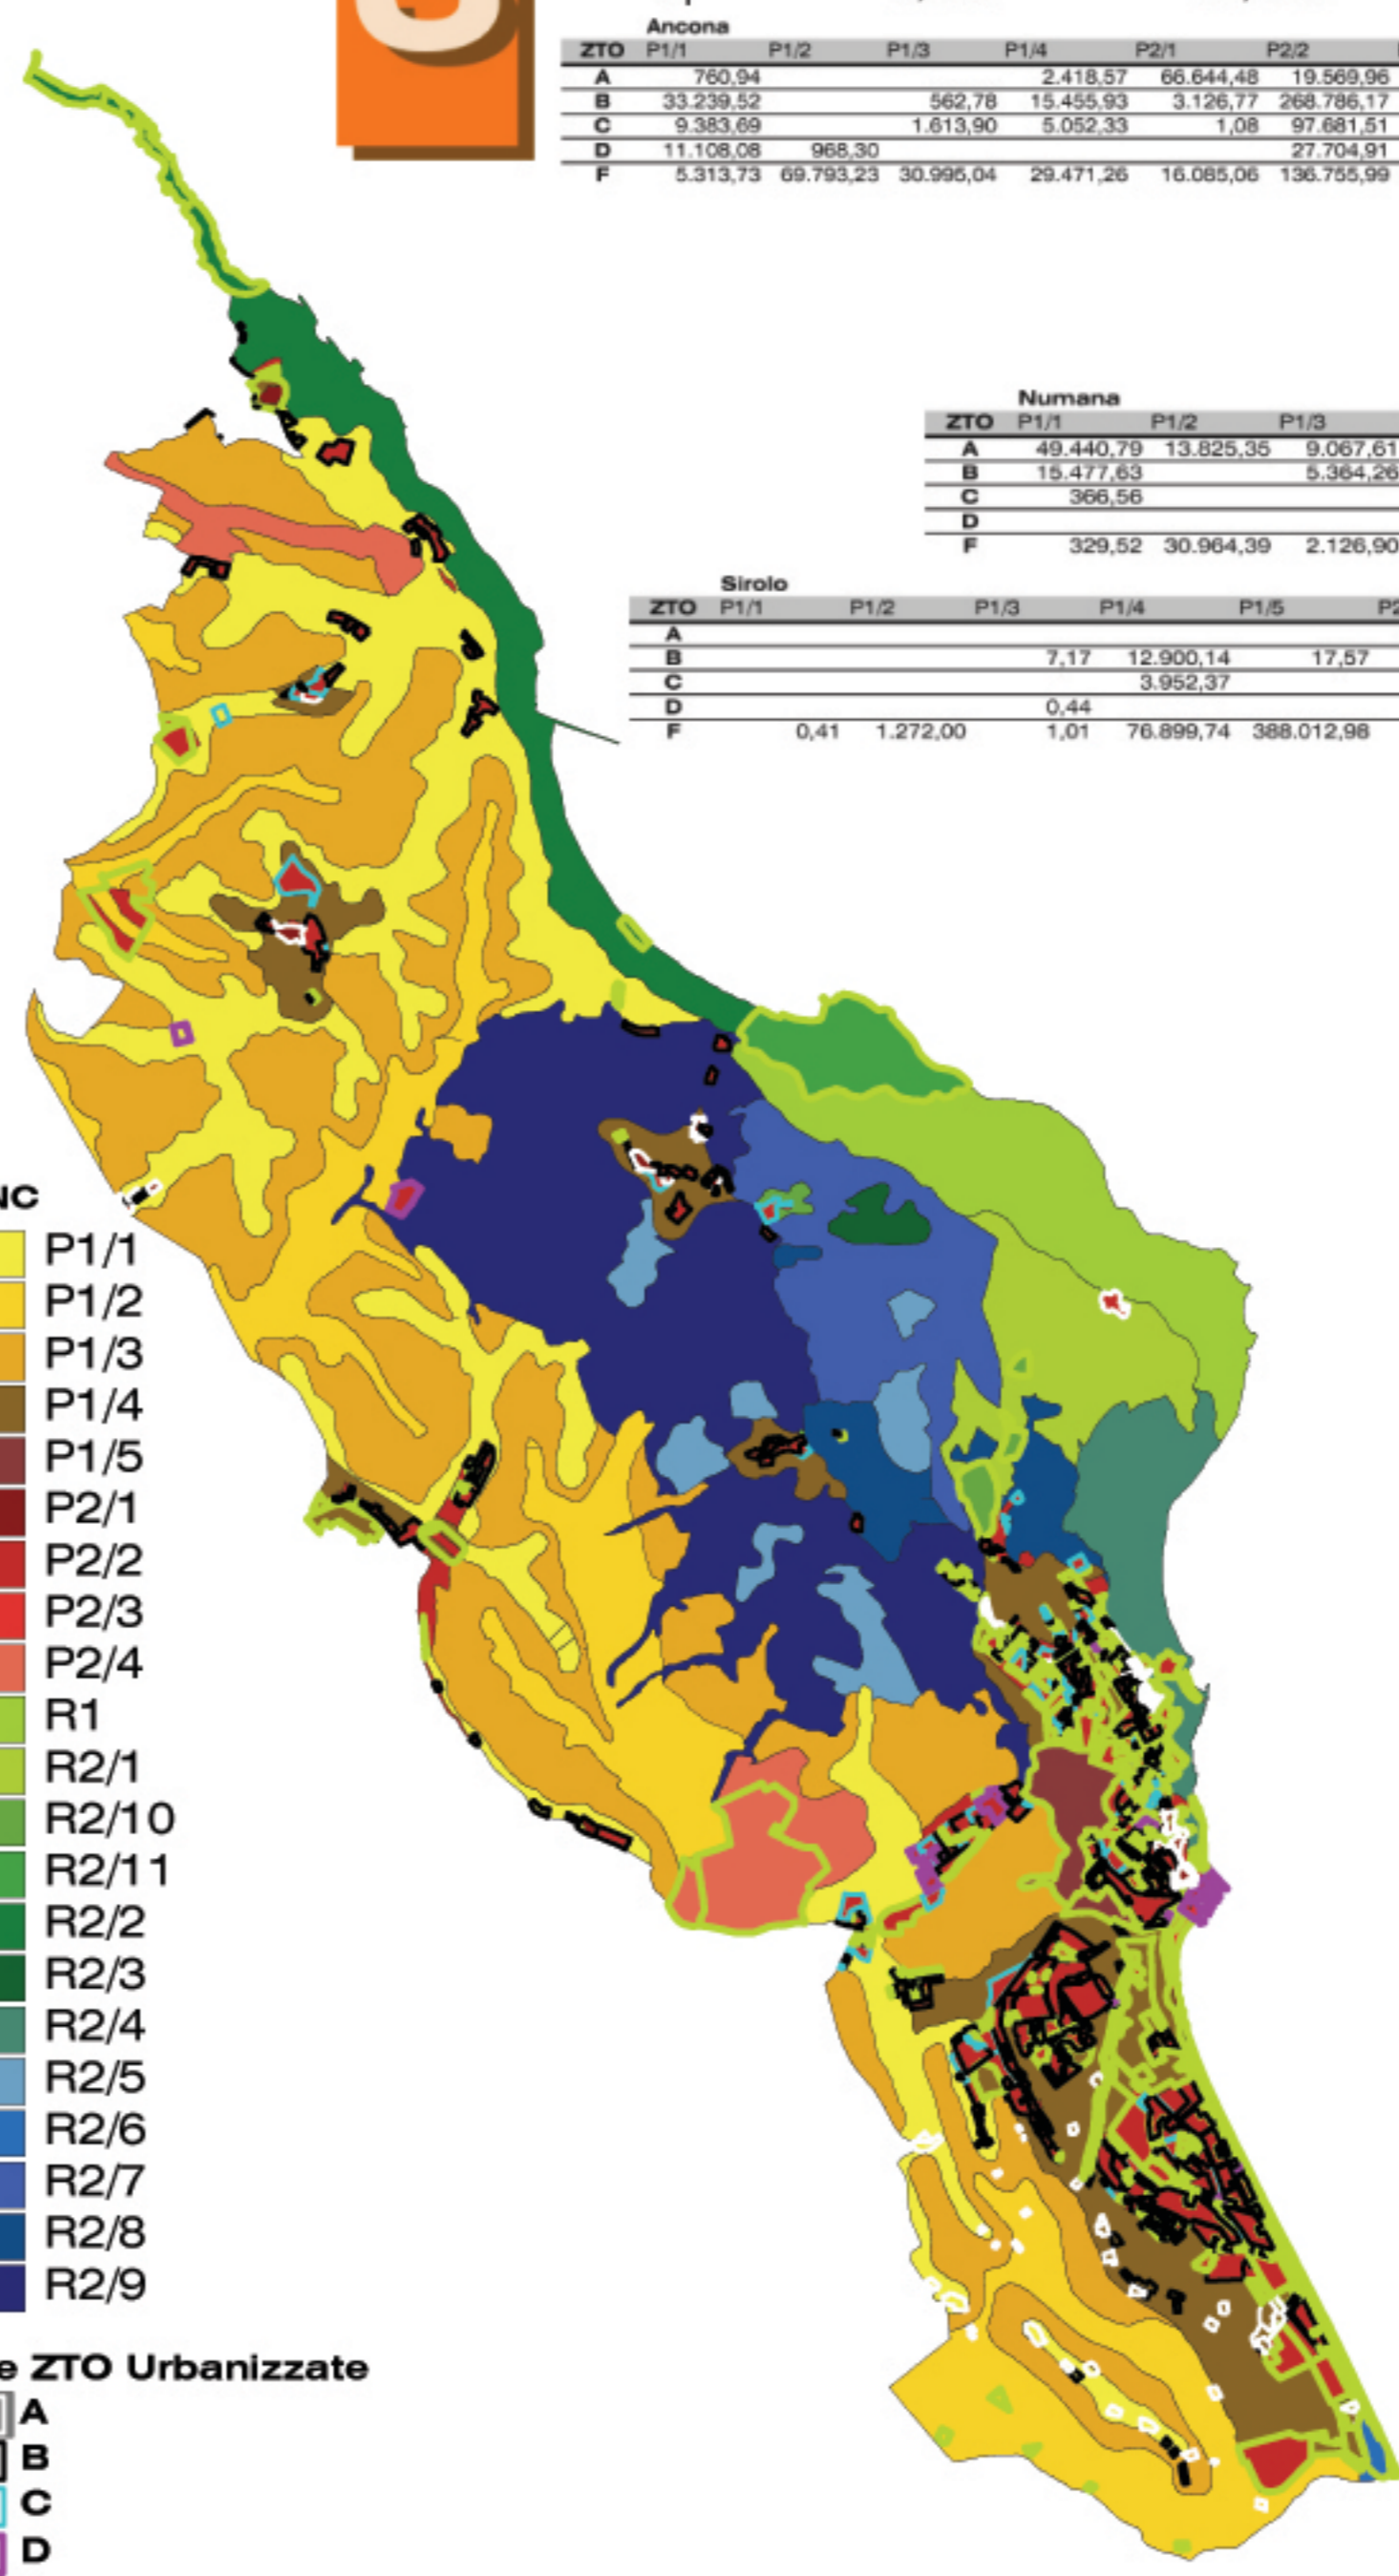 Ancona
ZTO P1/1 P1/2 P1/3 P1/4 P2/1 P2/2
A 760,94 2.418,57 66.644,48 19.569,96
B 33.239,52 562,78 15.455,93 3.126,77 268.786,17
C 9.383,69 1.613,90 5.052,33 1,08 97.681,51
D 11.108,08 968,30 27.704,91
F 5.313,73 69.793,23 30.995,04 29.471,26 16.085,06 136.755,99
Numana
ZTO P1/1 P1/2 P1/3
A 49.440,79 13.825,35 9.067,61
B 15.477,63 5.364,26
C 366,56
D
F 329,52 30.964,39 2.126,90
Sirolo
ZTO P1/1 P1/2 P1/3 P1/4 P1/5 P2
A
B 7,17 12.900,14 17,57
C 3.952,37
D 0,44
F 0,41 1.272,00 1,01 76.899,74 388.012,98
NC
P1/1
P1/2
P1/3
P1/4
P1/5
P2/1
P2/2
P2/3
P2/4
R1
R2/1
R2/10
R2/11
R2/2
R2/3
R2/4
R2/5
R2/6
R2/7
R2/8
R2/9
e ZTO Urbanizzate
A
B
C
D